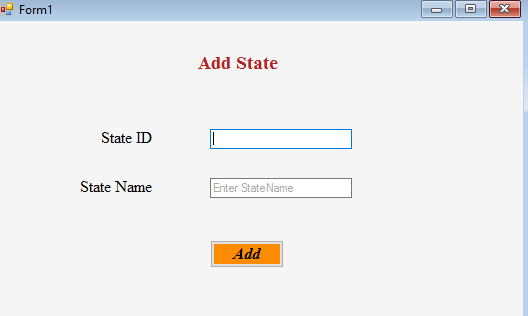 Form1
Add State
State ID
State Name
Enter StateName
Add